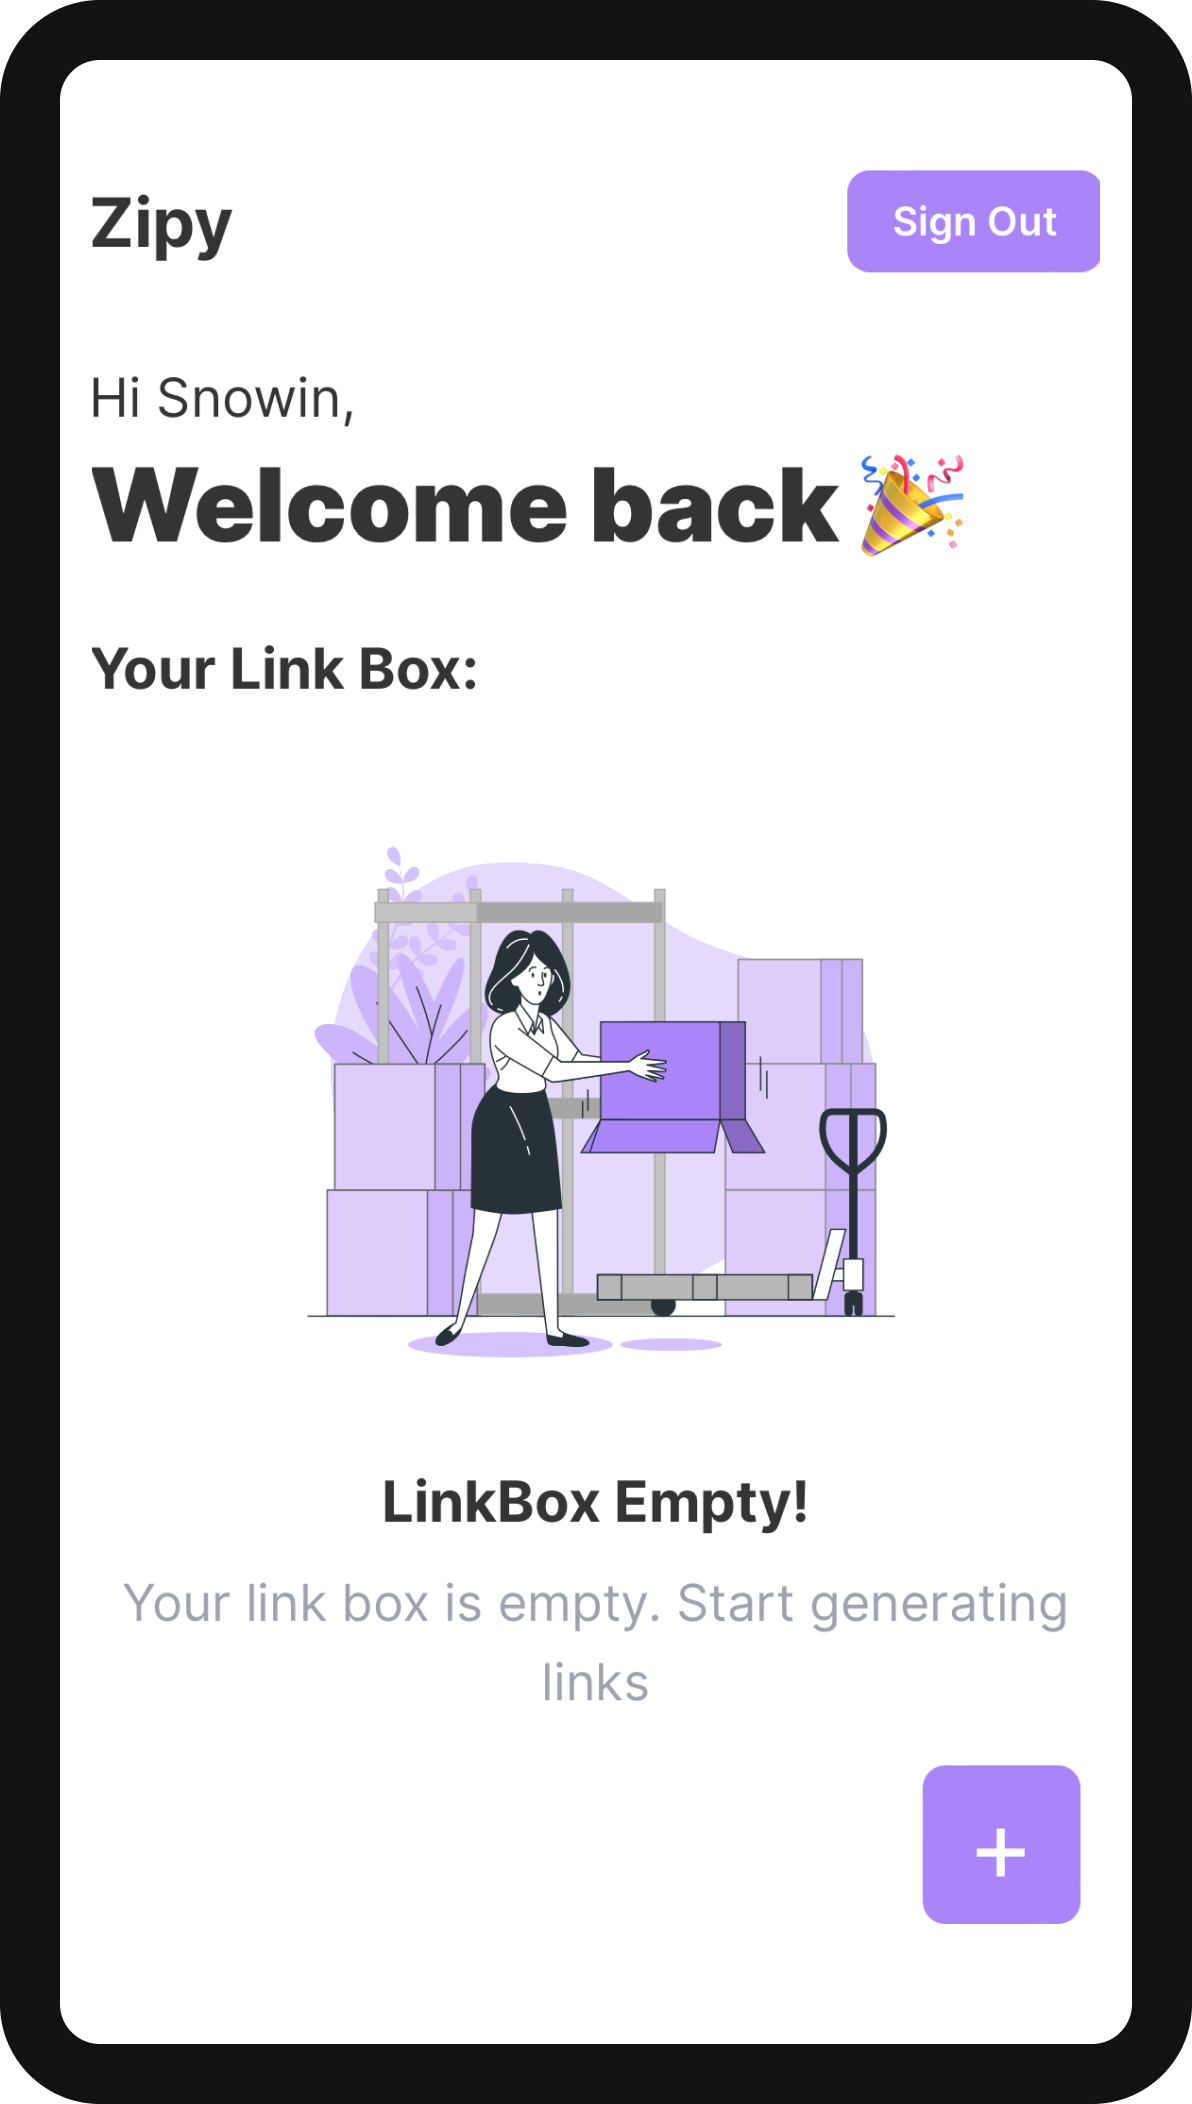 Zipy
Sign Out
Hi Snowin,
Welcome back 🎉
Your Link Box:
LinkBox Empty!
Your link box is empty. Start generating
links
+